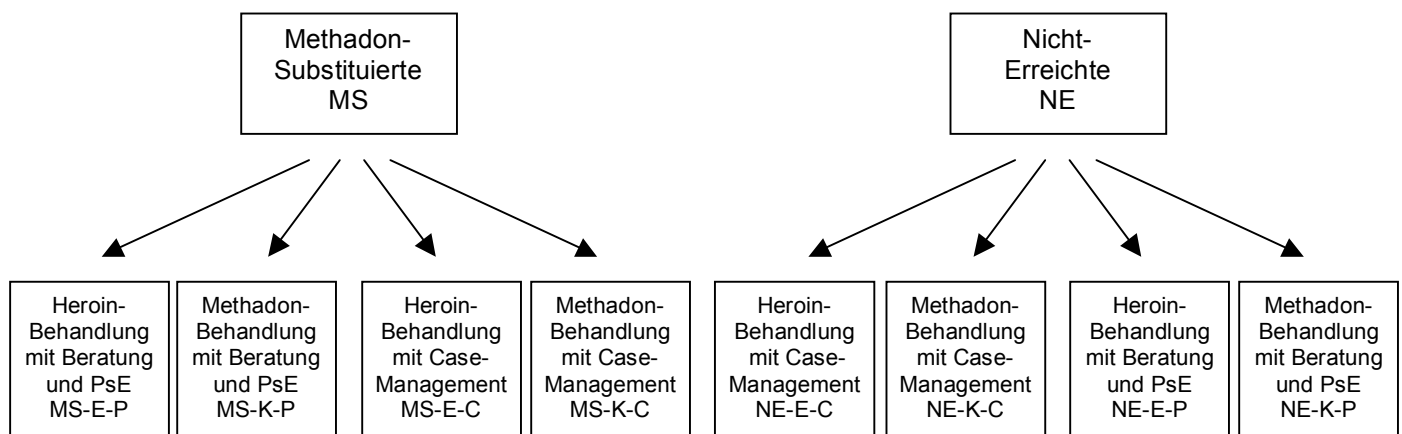 Methadon-
Substituierte
MS
Nicht-
Erreichte
NE
Heroin-
Behandlung
mit Beratung
und PsE
MS-E-P
Methadon-
Behandlung
mit Beratung
und PsE
MS-K-P
Heroin-
Behandlung
mit Case-
Management
MS-E-C
Methadon-
Behandlung
mit Case-
Management
MS-K-C
Heroin-
Behandlung
mit Case-
Management
NE-E-C
Methadon-
Behandlung
mit Case-
Management
NE-K-C
Heroin-
Behandlung
mit Beratung
und PsE
NE-E-P
Methadon-
Behandlung
mit Beratung
und PsE
NE-K-P